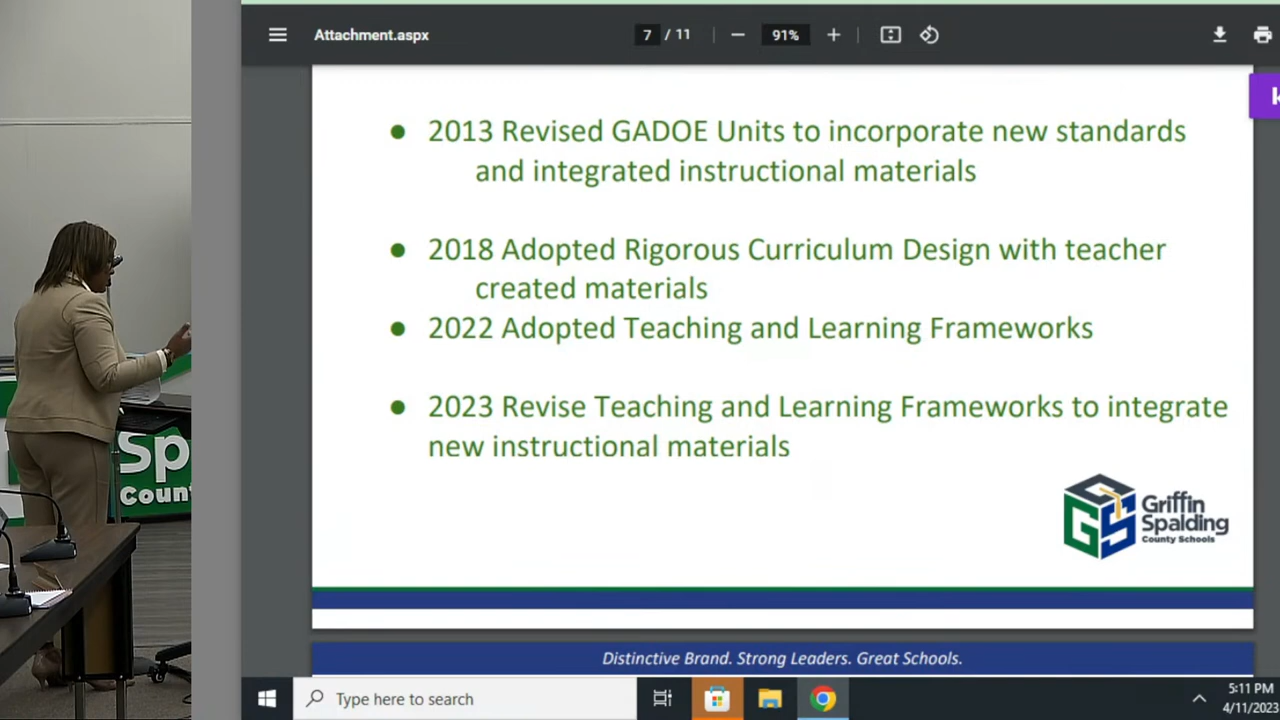 Attachment.aspx
7 / 11
91%
● 2013 Revised GADOE Units to incorporate new standards
and integrated instructional materials
● 2018 Adopted Rigorous Curriculum Design with teacher
created materials
● 2022 Adopted Teaching and Learning Frameworks
● 2023 Revise Teaching and Learning Frameworks to integrate
new instructional materials
GS
Griffin
Spalding
County Schools
Sp
Coun
Distinctive Brand. Strong Leaders. Great Schools.
Type here to search
5:11 PM
4/11/2023